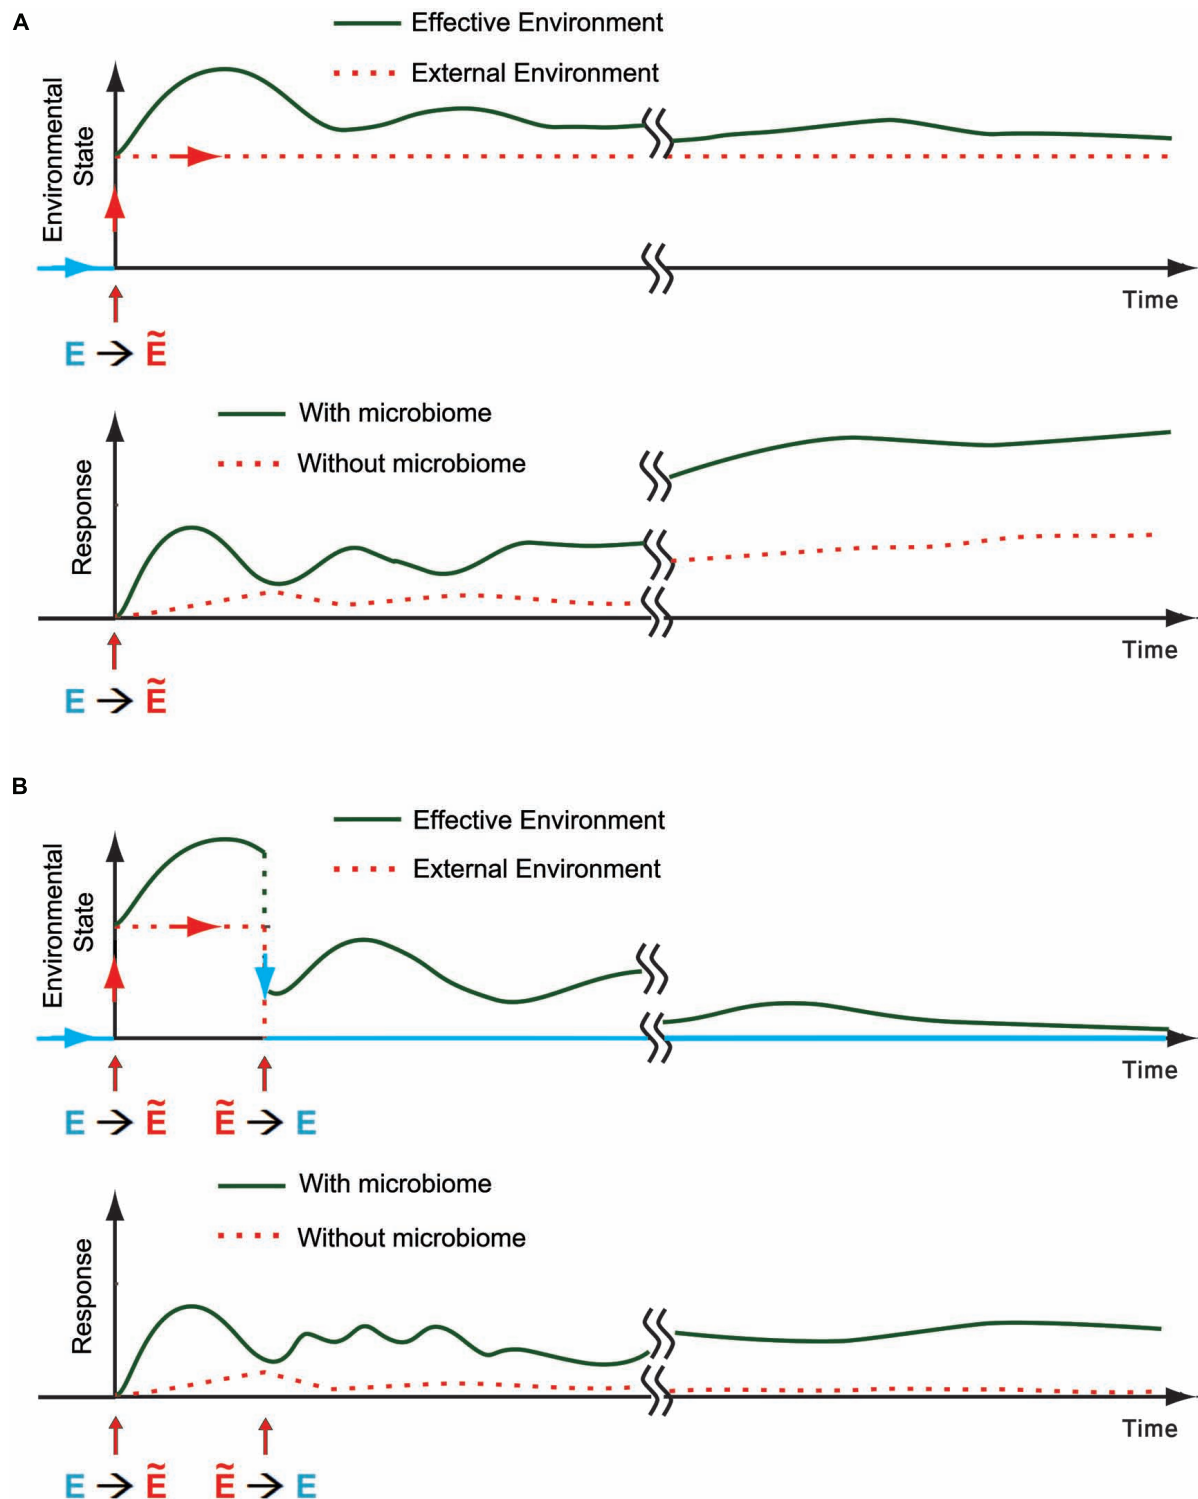 A
Effective Environment
External Environment
Environmental
State
Time
E → Ẽ
With microbiome
Without microbiome
Response
Time
E → Ẽ
B
Effective Environment
External Environment
Environmental
State
Time
E → Ẽ Ẽ → E
With microbiome
Without microbiome
Response
Time
E → Ẽ Ẽ → E